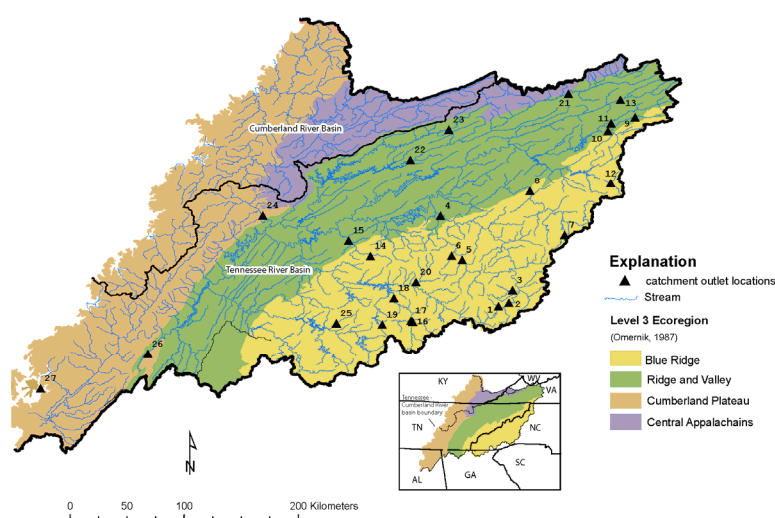 Cumberland River Basin
Tennessee River Basin
21
13
11
9
10
23
22
12
8
24
4
7
15
14
6
5
20
3
18
1
2
25
19
17
16
26
27
Explanation
catchment outlet locations
Stream
Level 3 Ecoregion
(Omernik, 1987)
Blue Ridge
Ridge and Valley
Cumberland Plateau
Central Appalachains
KY
WV
VA
Tennessee -
Cumberland River
basin boundary
TN
NC
SC
AL
GA
N
0 50 100 200 Kilometers